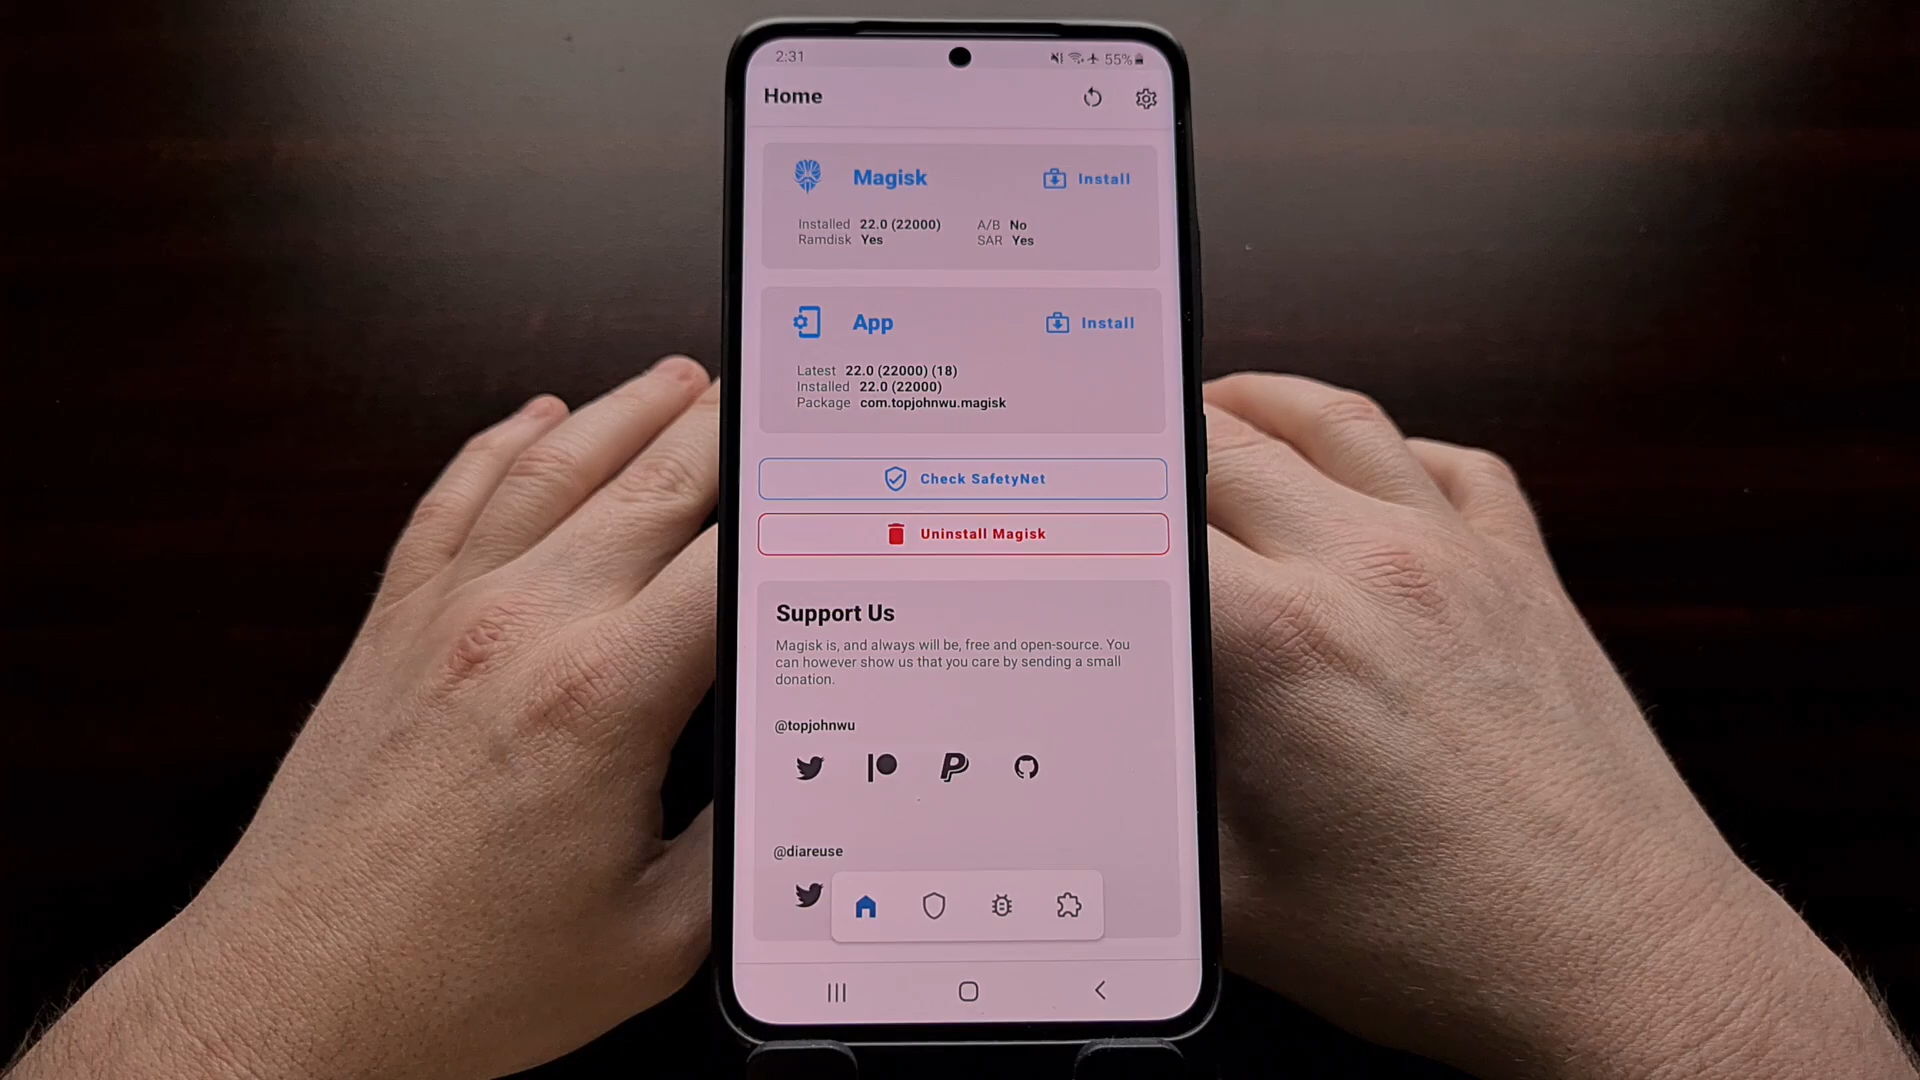 2:31
55%
Home
Magisk
Install
Installed 22.0 (22000)
A/B No
Ramdisk Yes
SAR Yes
App
Install
Latest 22.0 (22000) (18)
Installed 22.0 (22000)
Package com.topjohnwu.magisk
Check SafetyNet
Uninstall Magisk
Support Us
Magisk is, and always will be, free and open-source. You
can however show us that you care by sending a small
donation.
@topjohnwu
@diareuse